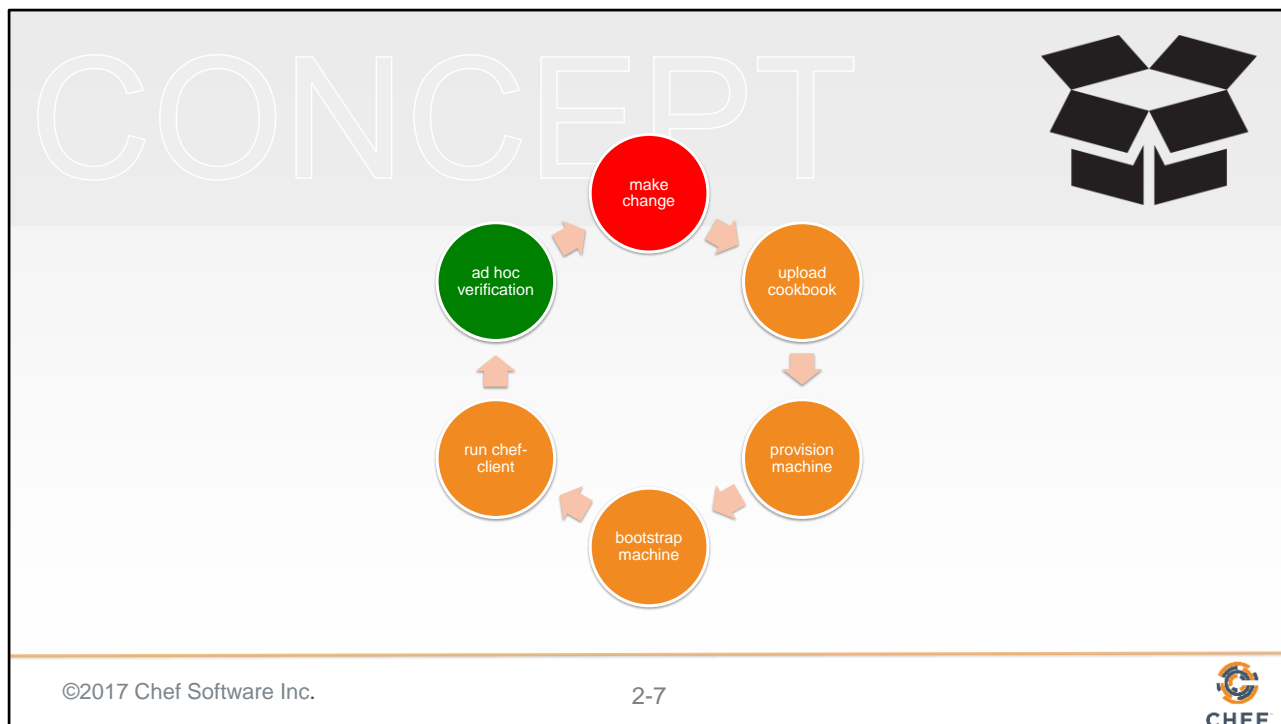 CONCEPT
make
change
upload
cookbook
provision
machine
bootstrap
machine
run chef-
client
ad hoc
verification
©2017 Chef Software Inc.
2-7
CHEF